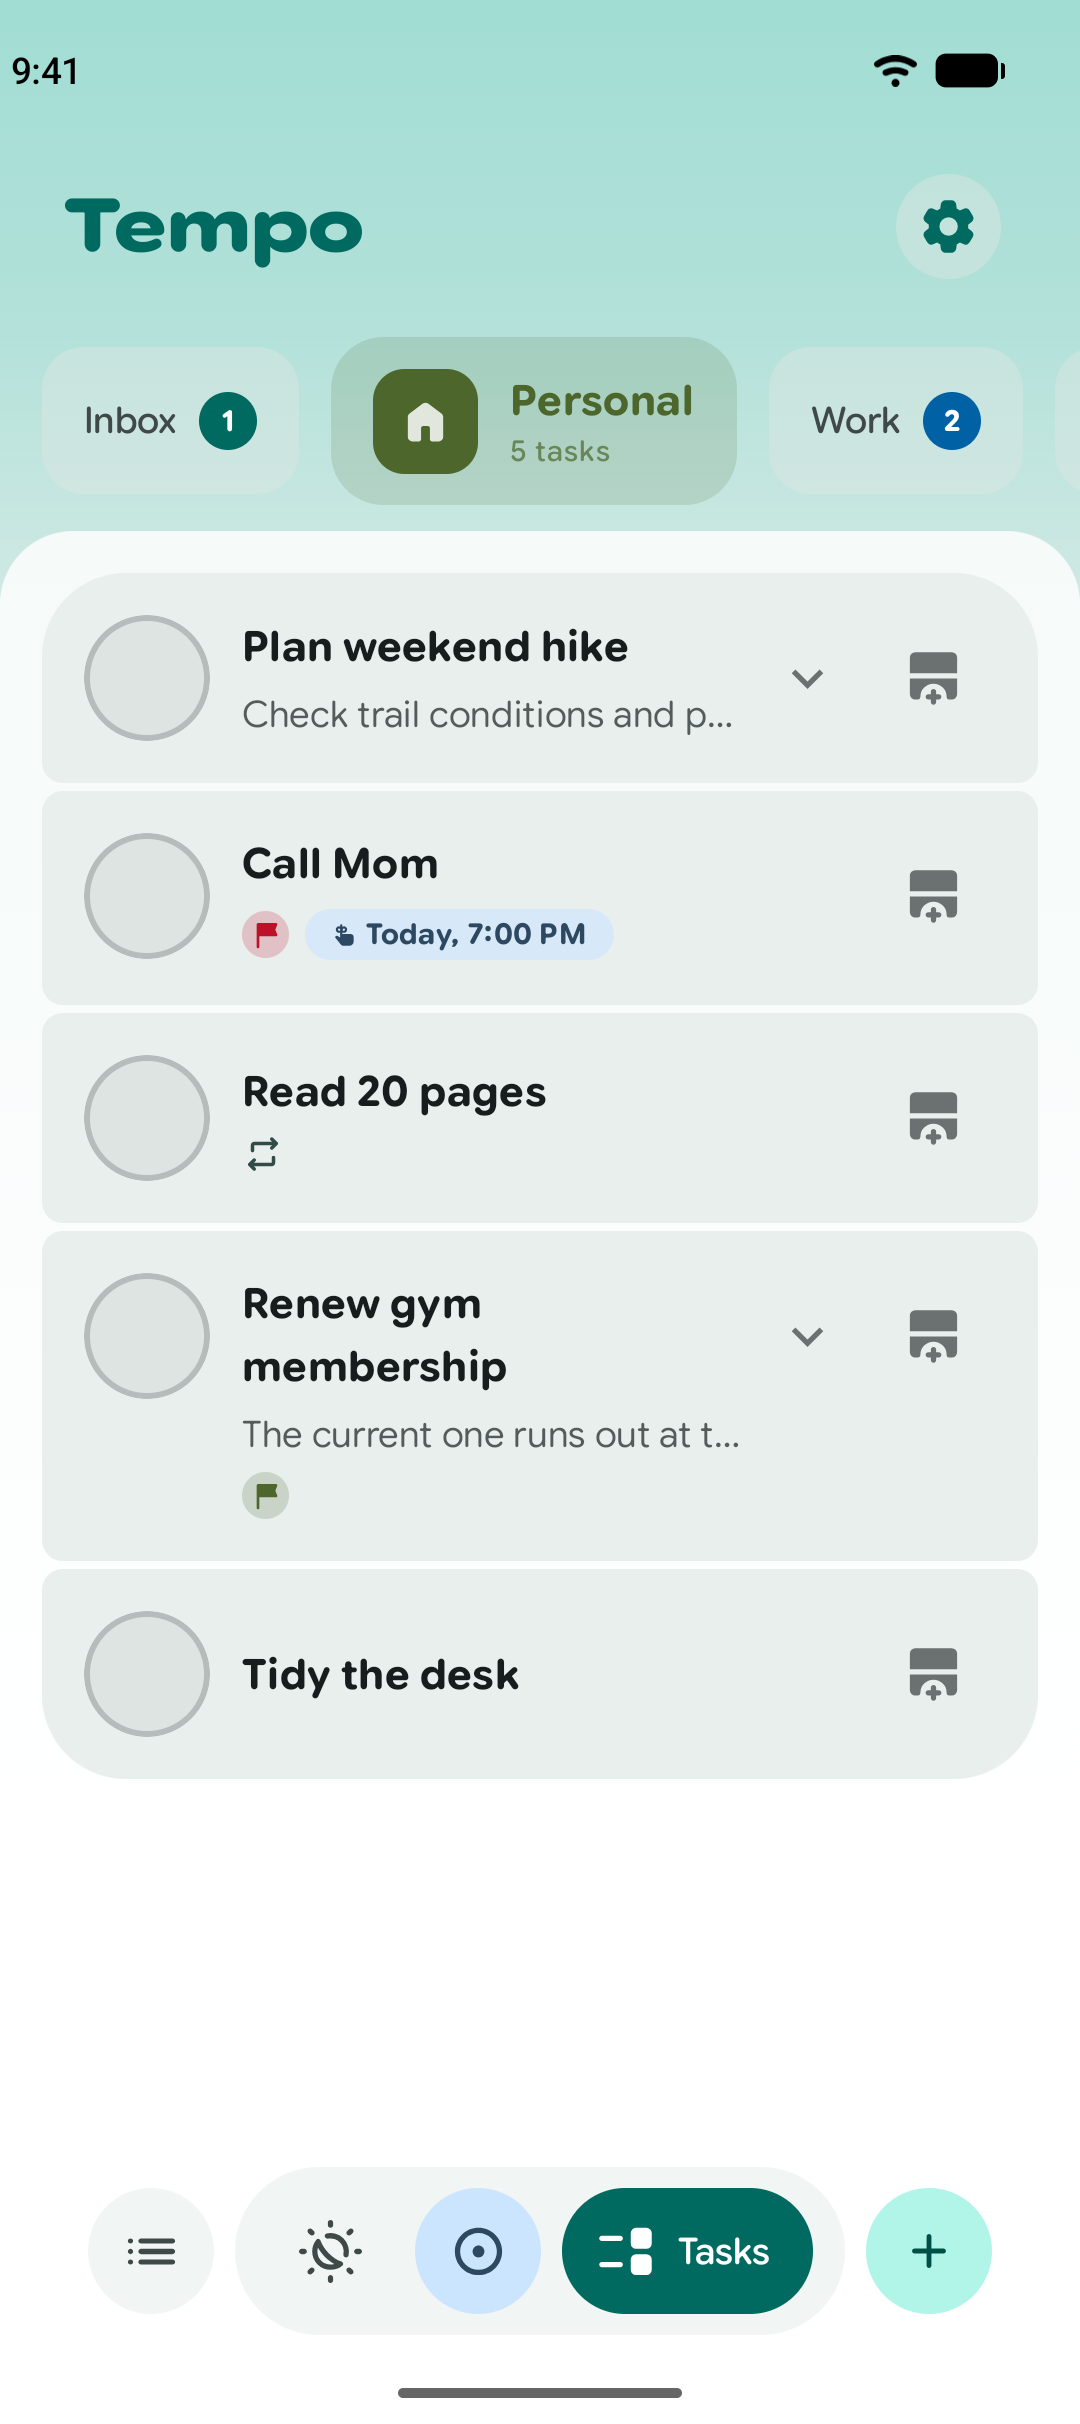 9:41
Tempo
Inbox 1
Personal
5 tasks
Work 2
Plan weekend hike
Check trail conditions and p...
Call Mom
Today, 7:00 PM
Read 20 pages
Renew gym
membership
The current one runs out at t...
Tidy the desk
Tasks